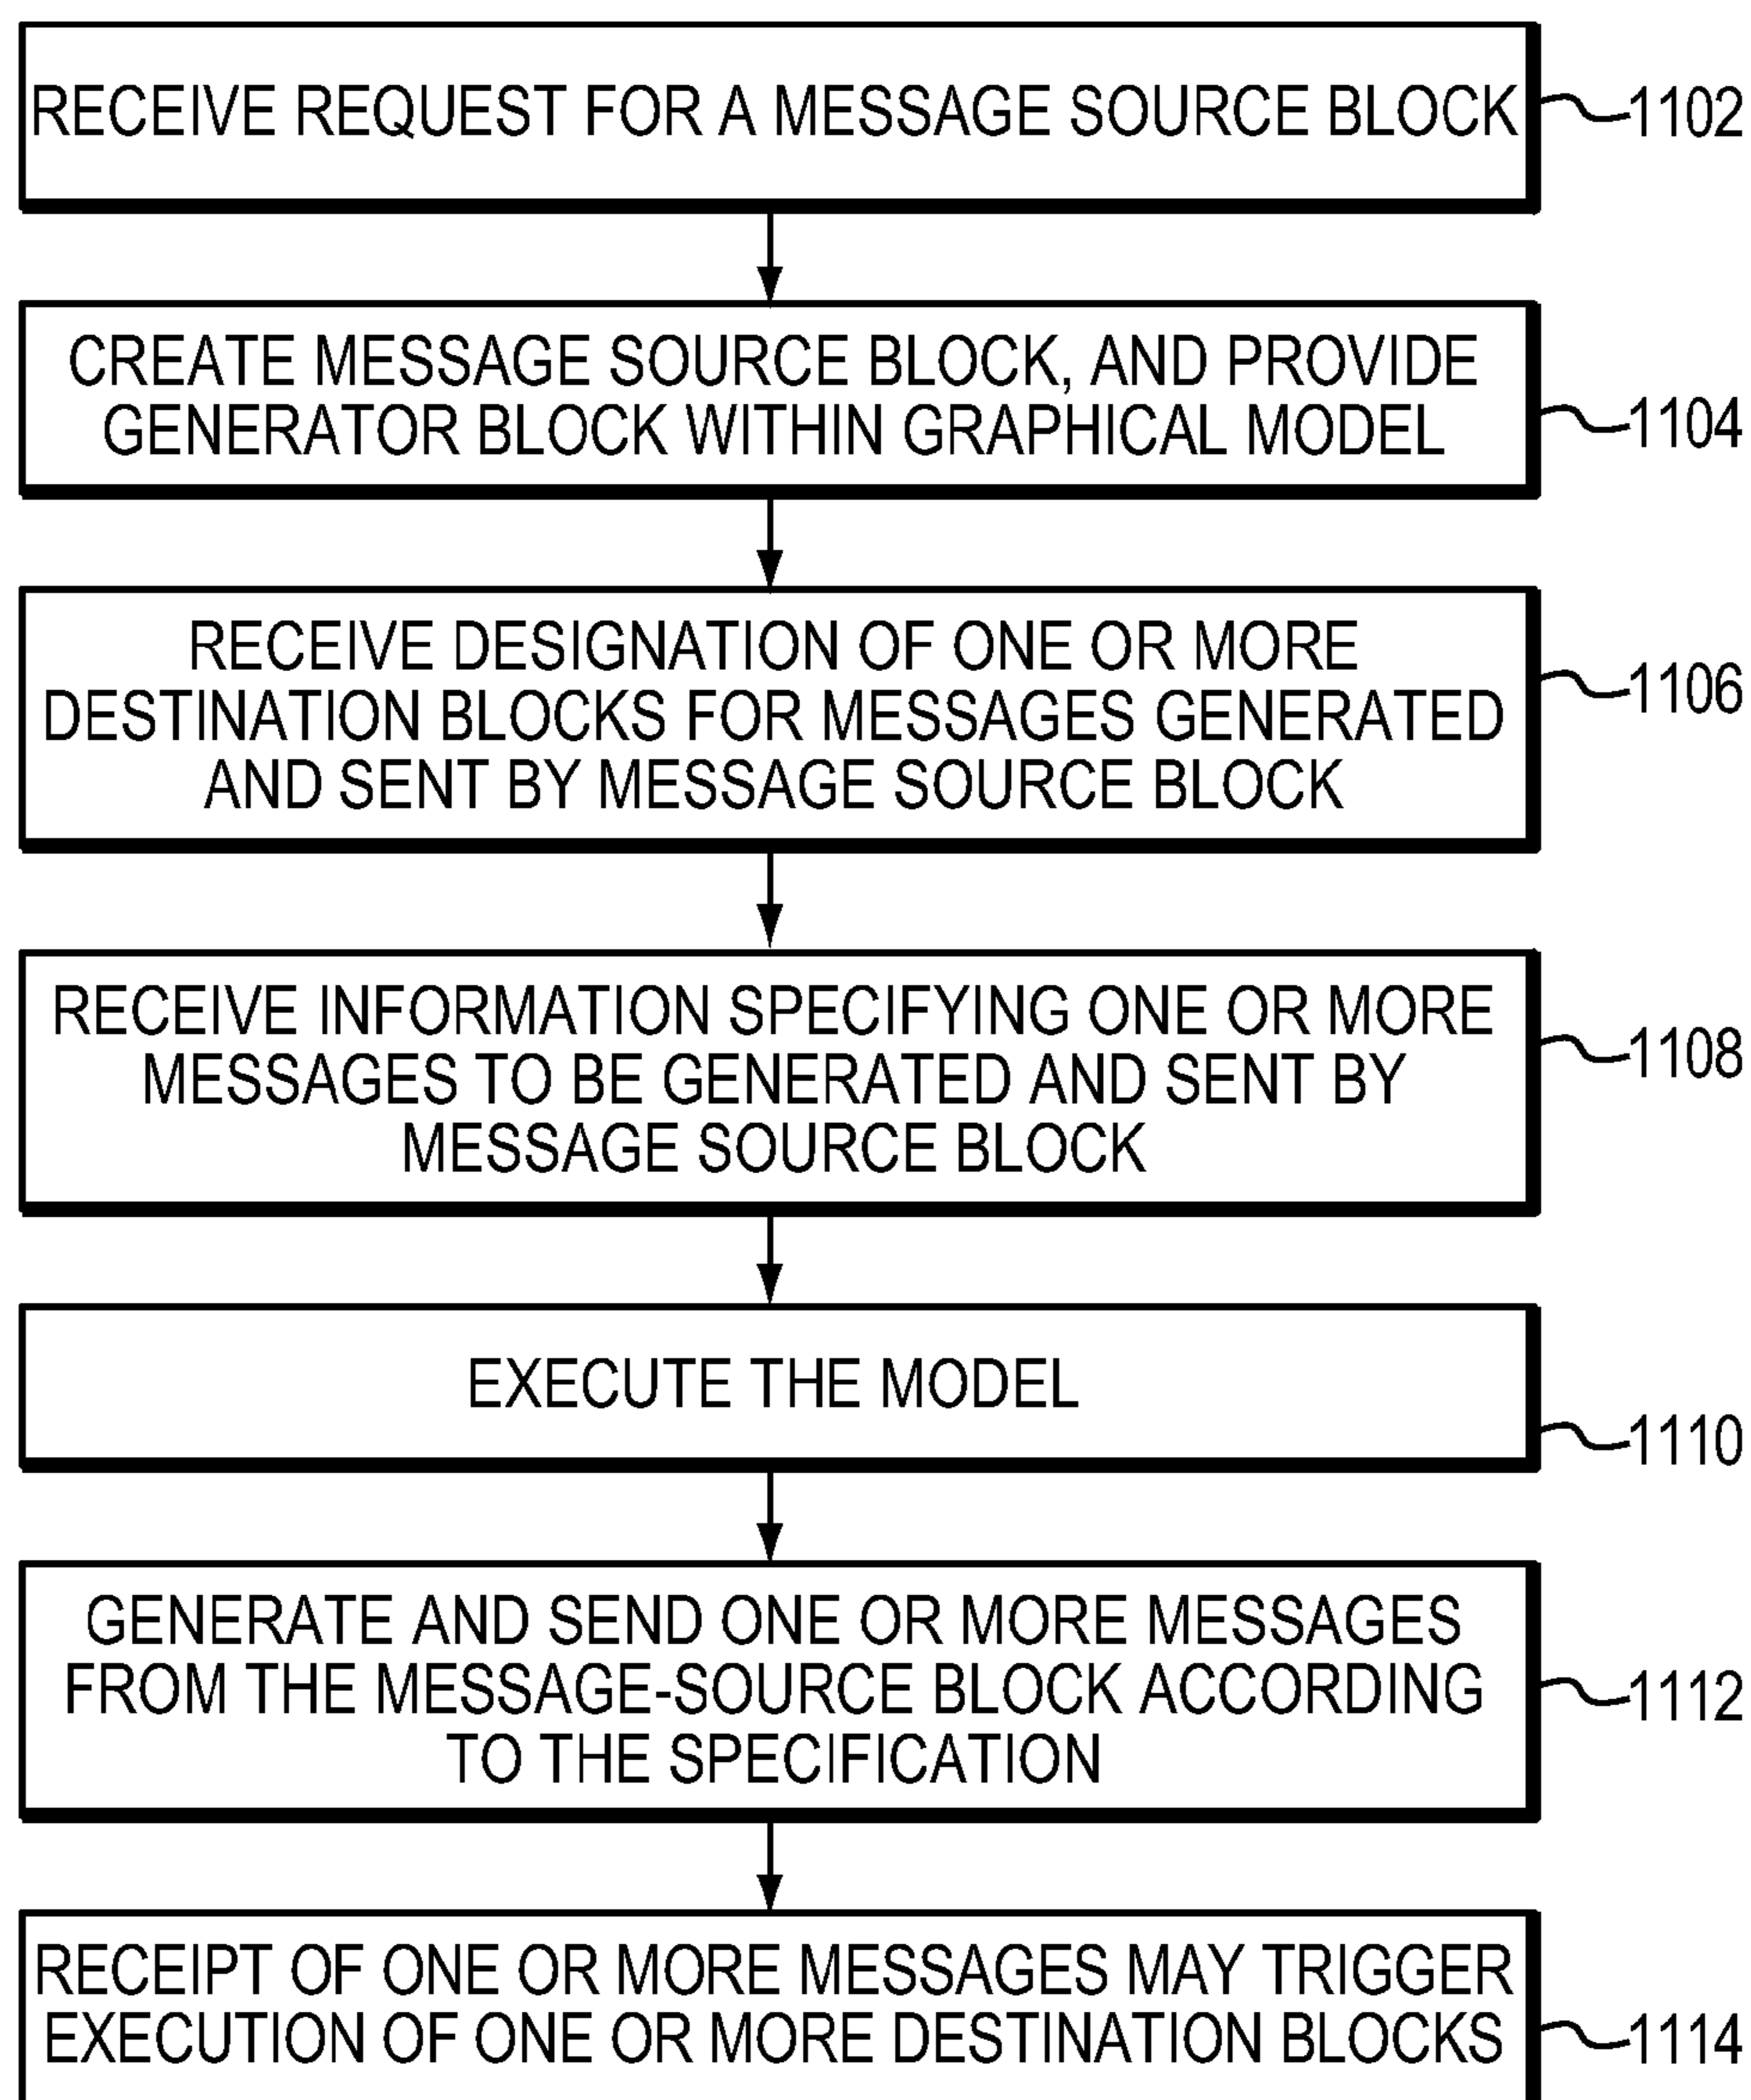 RECEIVE REQUEST FOR A MESSAGE SOURCE BLOCK
1102
CREATE MESSAGE SOURCE BLOCK, AND PROVIDE
GENERATOR BLOCK WITHIN GRAPHICAL MODEL
1104
RECEIVE DESIGNATION OF ONE OR MORE
DESTINATION BLOCKS FOR MESSAGES GENERATED
AND SENT BY MESSAGE SOURCE BLOCK
1106
RECEIVE INFORMATION SPECIFYING ONE OR MORE
MESSAGES TO BE GENERATED AND SENT BY
MESSAGE SOURCE BLOCK
1108
EXECUTE THE MODEL
1110
GENERATE AND SEND ONE OR MORE MESSAGES
FROM THE MESSAGE-SOURCE BLOCK ACCORDING
TO THE SPECIFICATION
1112
RECEIPT OF ONE OR MORE MESSAGES MAY TRIGGER
EXECUTION OF ONE OR MORE DESTINATION BLOCKS
1114